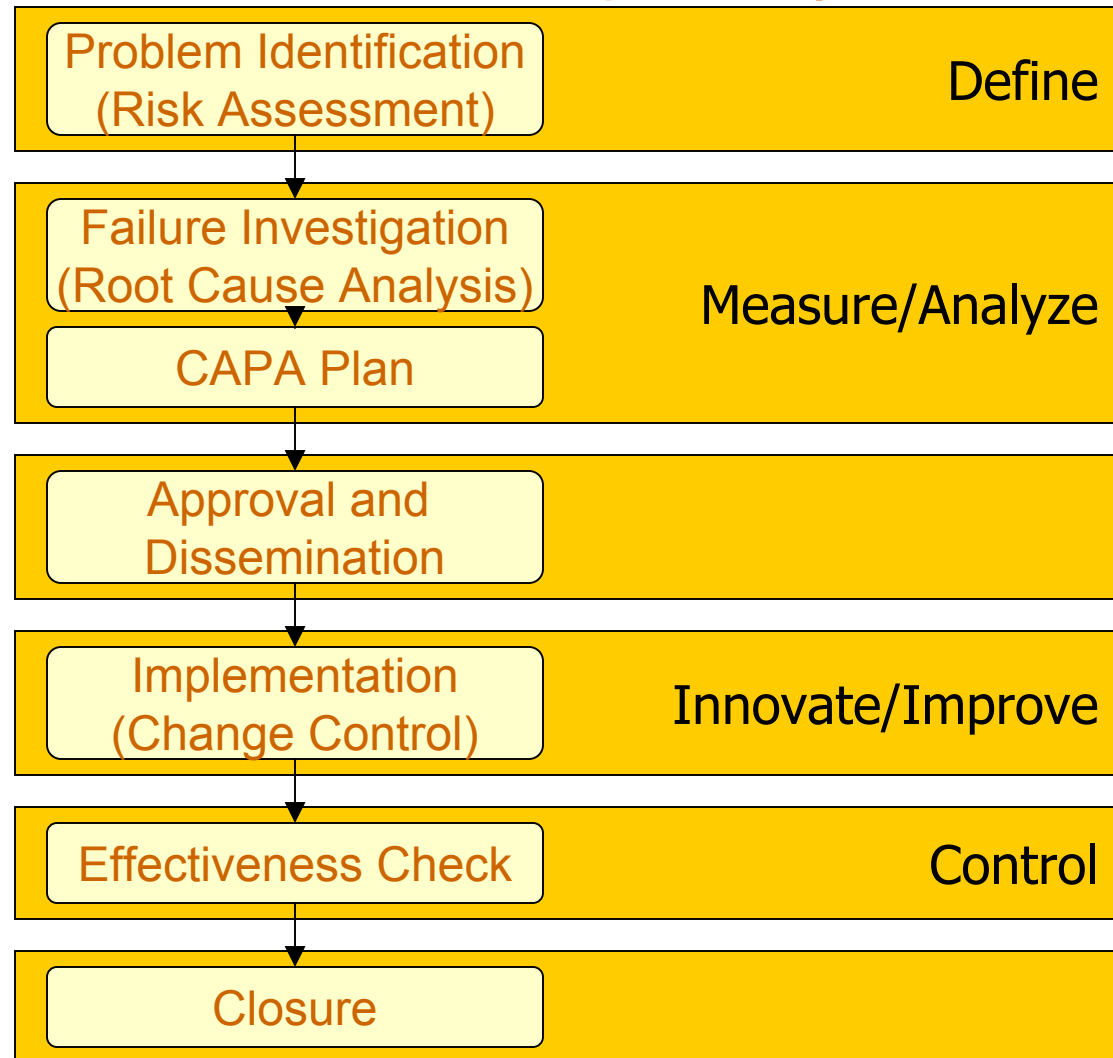 Problem Identification
(Risk Assessment)
Define
Failure Investigation
(Root Cause Analysis)
Measure/Analyze
CAPA Plan
Approval and
Dissemination
Implementation
(Change Control)
Innovate/Improve
Effectiveness Check
Control
Closure